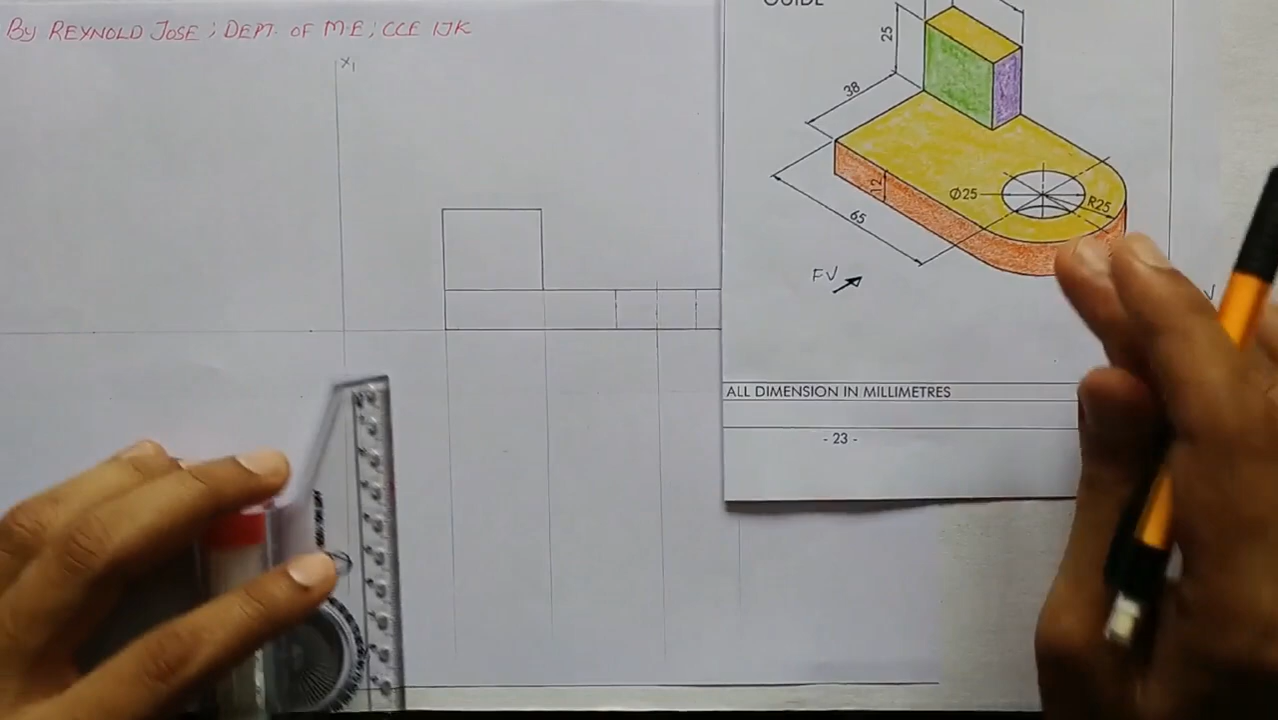 By REYNOLD JOSE ; DEPT. OF M.E ; CCE IJK
X₁
GUIDE
25
38
12
Ø25
R25
65
FV
ALL DIMENSION IN MILLIMETRES
- 23 -